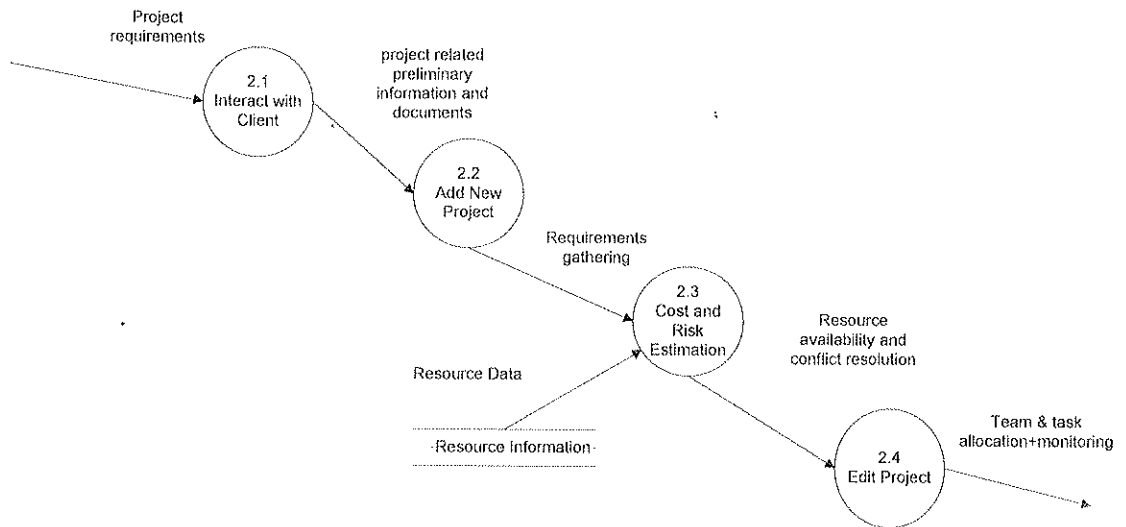 Project
requirements
2.1
Interact with
Client
project related
preliminary
information and
documents
2.2
Add New
Project
Requirements
gathering
2.3
Cost and
Risk
Estimation
Resource
availability and
conflict resolution
Resource Data
Resource Information
2.4
Edit Project
Team & task
allocation+monitoring